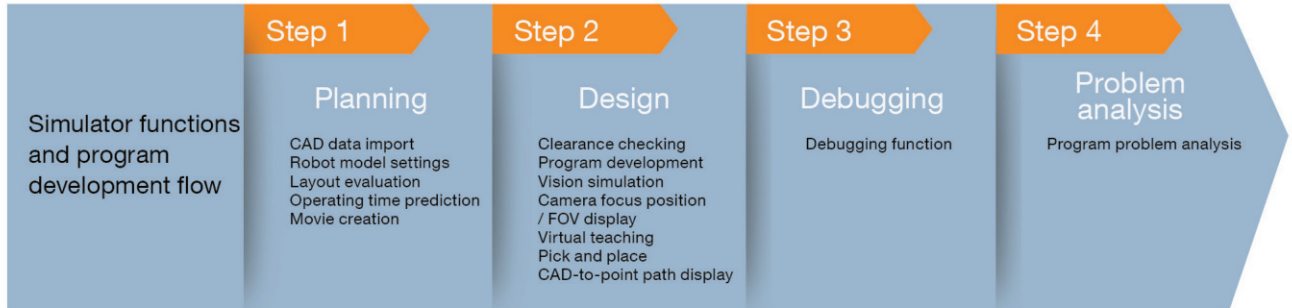 Simulator functions
and program
development flow
Step 1
Planning
CAD data import
Robot model settings
Layout evaluation
Operating time prediction
Movie creation
Step 2
Design
Clearance checking
Program development
Vision simulation
Camera focus position
/ FOV display
Virtual teaching
Pick and place
CAD-to-point path display
Step 3
Debugging
Debugging function
Step 4
Problem
analysis
Program problem analysis